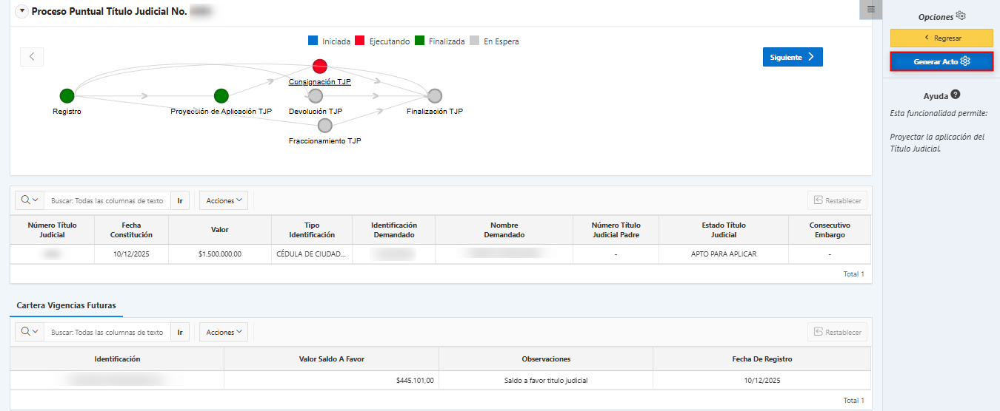 Proceso Puntual Título Judicial No.
Iniciada Ejecutando Finalizada En Espera
Siguiente
Consignación TJP
Registro
Proyección de Aplicación TJP
Devolución TJP
Finalización TJP
Fraccionamiento TJP
Buscar: Todas las columnas de texto Ir Acciones Restablecer
Número Título Judicial Fecha Constitución Valor Tipo Identificación Identificación Demandado Nombre Demandado Número Título Judicial Padre Estado Título Judicial Consecutivo Embargo
10/12/2025 $1.500.000,00 CÉDULA DE CIUDAD... - APTO PARA APLICAR -
Total 1
Cartera Vigencias Futuras
Buscar: Todas las columnas de texto Ir Acciones Restablecer
Identificación Valor Saldo A Favor Observaciones Fecha De Registro
$445.101,00 Saldo a favor titulo judicial 10/12/2025
Total 1
Opciones
Regresar
Generar Acto
Ayuda
Esta funcionalidad permite:
Proyectar la aplicación del
Título Judicial.